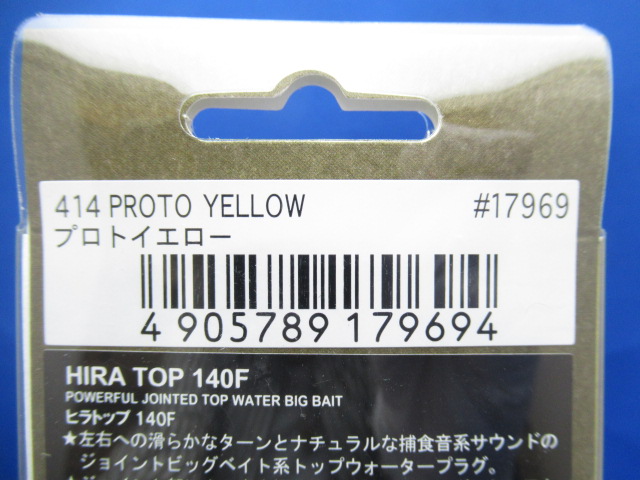 414 PROTO YELLOW #17969
プロトイエロー
4 905789 179694
HIRA TOP 140F
POWERFUL JOINTED TOP WATER BIG BAIT
ヒラトップ 140F
★左右への滑らかなターンとナチュラルな捕食音系サウンドの
ジョイントビッグベイト系トップウォータープラグ。